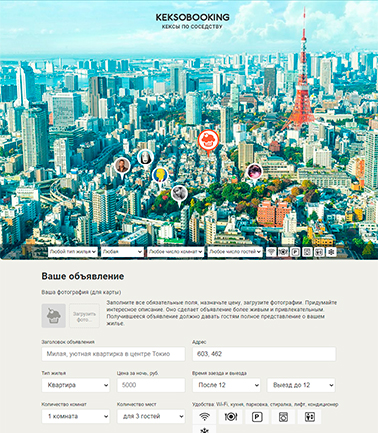 KEKSOBOOKING
КЕКСЫ ПО СОСЕДСТВУ
Любой тип жилья Любая Любое число комнат Любое число гостей
Ваше объявление
Ваша фотография (для карты)
Загрузить фото...
Заполните все обязательные поля, назначьте цену, загрузите фотографии. Придумайте
интересное описание. Оно сделает объявление более живым и привлекательным.
Получившееся объявление должно давать гостям полное представление о вашем
жилье.
Заголовок объявления Адрес
Милая, уютная квартирка в центре Токио 603, 462
Тип жилья Цена за ночь, руб. Время заезда и выезда
Квартира 5000 После 12 Выезд до 12
Количество комнат Количество мест Удобства: Wi-Fi, кухня, парковка, стиралка, лифт, кондиционер
1 комната для 3 гостей P